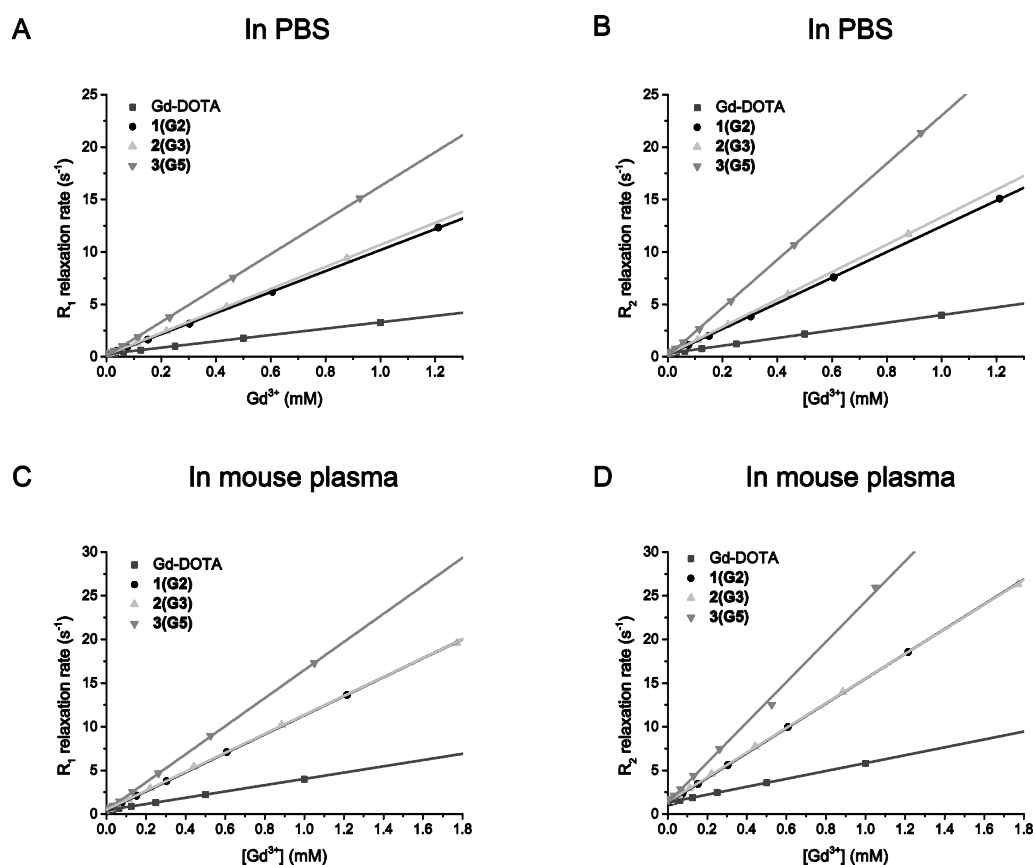 A
In PBS
R1 relaxation rate (s-1)
25
20
15
10
5
0
Gd-DOTA
1(G2)
2(G3)
3(G5)
0.0 0.2 0.4 0.6 0.8 1.0 1.2
Gd3+ (mM)
B
In PBS
R2 relaxation rate (s-1)
25
20
15
10
5
0
Gd-DOTA
1(G2)
2(G3)
3(G5)
0.0 0.2 0.4 0.6 0.8 1.0 1.2
[Gd3+] (mM)
C
In mouse plasma
R1 relaxation rate (s-1)
30
25
20
15
10
5
0
Gd-DOTA
1(G2)
2(G3)
3(G5)
0.0 0.2 0.4 0.6 0.8 1.0 1.2 1.4 1.6 1.8
[Gd3+] (mM)
D
In mouse plasma
R2 relaxation rate (s-1)
30
25
20
15
10
5
0
Gd-DOTA
1(G2)
2(G3)
3(G5)
0.0 0.2 0.4 0.6 0.8 1.0 1.2 1.4 1.6 1.8
[Gd3+] (mM)